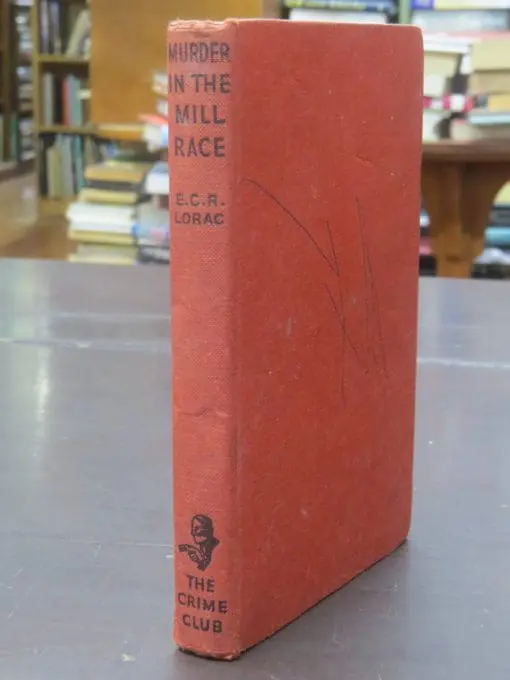 MURDER
IN THE
MILL
RACE
E.C.R.
LORAC
THE
CRIME
CLUB